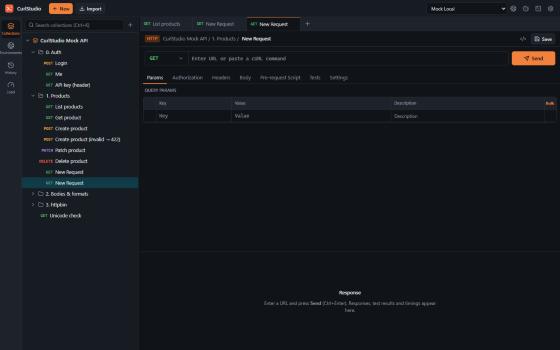 CurlStudio
+ New
Import
Mock Local
Collections
History
Load
Search collections (Ctrl+K)
CurlStudio Mock API
0. Auth
POST Login
GET Me
GET API key (header)
1. Products
GET List products
GET Get product
POST Create product
POST Create product (invalid → 422)
PATCH Patch product
DELETE Delete product
GET New Request
GET New Request
2. Bodies & formats
3. Httpbin
GET Unicode check
GET List products
GET New Request
GET New Request
HTTP CurlStudio Mock API / 1. Products / New Request
</> Save
GET Enter URL or paste a cURL command Send
Params Authorization Headers Body Pre-request Script Tests Settings
QUERY PARAMS
Key Value Description Bulk
Key Value Description
Response
Enter a URL and press Send (Ctrl+Enter). Responses, test results and timings appear
here.